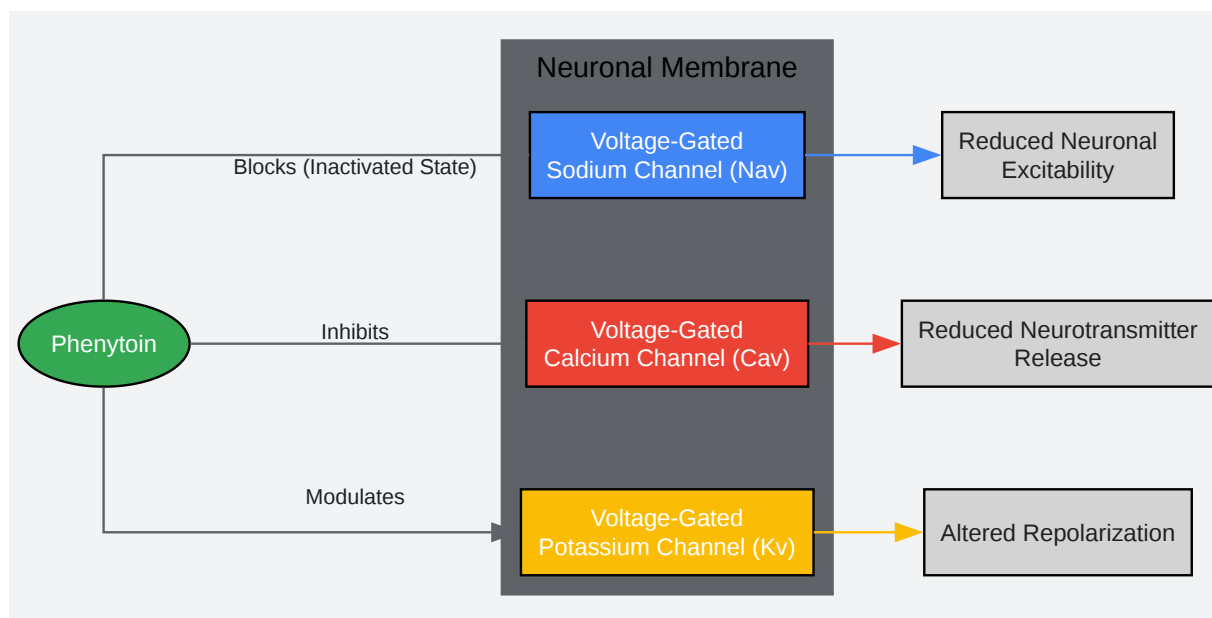 Neuronal Membrane
Voltage-Gated
Sodium Channel (Nav)
Reduced Neuronal
Excitability
Blocks (Inactivated State)
Phenytoin
Inhibits
Voltage-Gated
Calcium Channel (Cav)
Reduced Neurotransmitter
Release
Modulates
Voltage-Gated
Potassium Channel (Kv)
Altered Repolarization